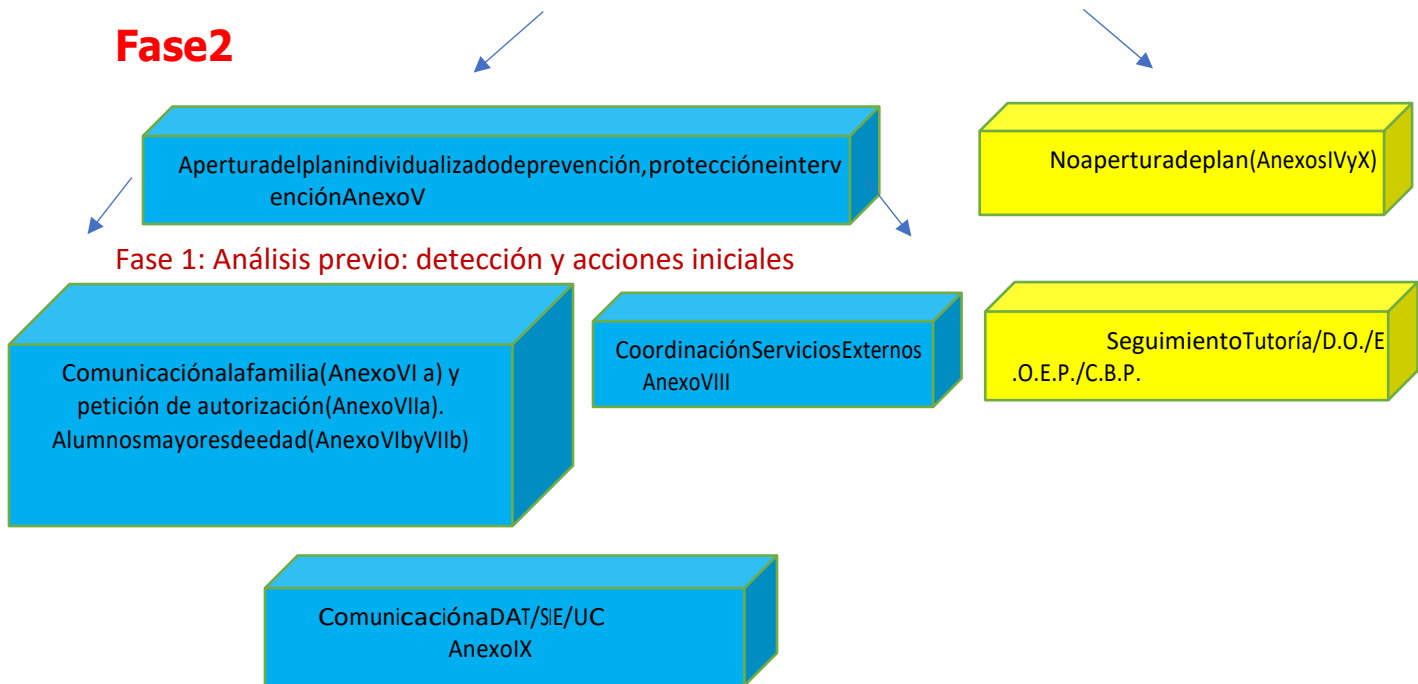 Fase2
Aperturadelplanindividualizadodeprevención,proteccióneinterv
enciónAnexoV
Noaperturadeplan(AnexosIVyX)
Fase 1: Análisis previo: detección y acciones iniciales
Comunicaciónalafamilia(AnexoVI a) y
petición de autorización(AnexoVIIa).
Alumnosmayoresdeedad(AnexoVIbyVIIb)
CoordinaciónServiciosExternos
AnexoVIII
SeguimientoTutoría/D.O./E
.O.E.P./C.B.P.
ComunicaciónaDAT/SIE/UC
AnexoIX